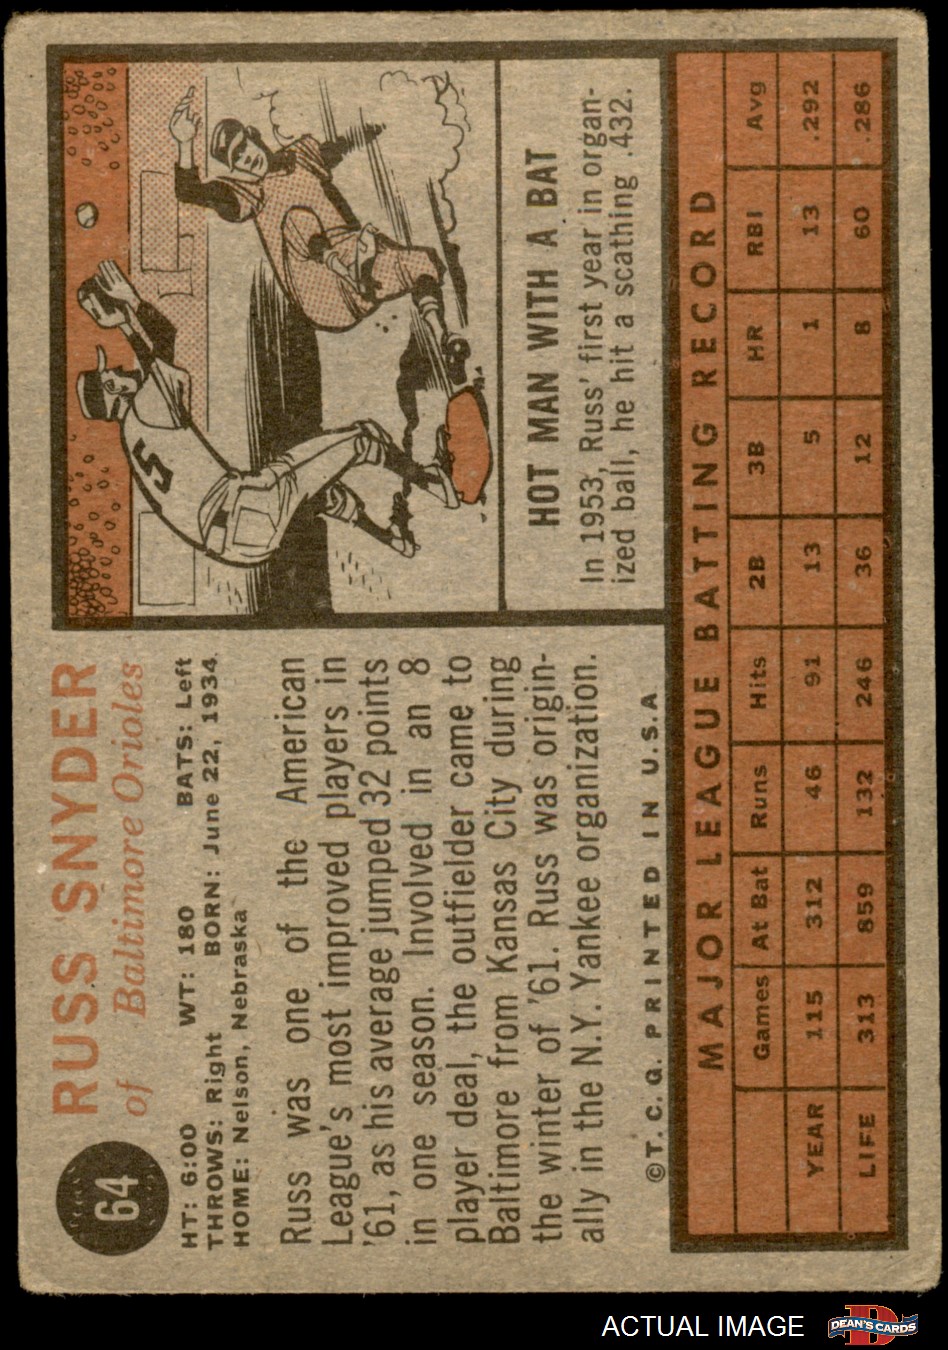 64
RUSS SNYDER
of Baltimore Orioles
HT: 6:00 WT: 180 BATS: Left
THROWS: Right BORN: June 22, 1934
HOME: Nelson, Nebraska
Russ was one of the American
League's most improved players in
'61, as his average jumped 32 points
in one season. Involved in an 8
player deal, the outfielder came to
Baltimore from Kansas City during
the winter of '61. Russ was origin-
ally in the N.Y. Yankee organization.
©T. C. G. PRINTED IN U.S.A
5
HOT MAN WITH A BAT
In 1953, Russ' first year in organ-
ized ball, he hit a scathing .432.
MAJOR LEAGUE BATTING RECORD
Games At Bat Runs Hits 2B 3B HR RBI Avg
YEAR 115 312 46 91 13 5 1 13 .292
LIFE 313 859 132 246 36 12 8 60 .286
ACTUAL IMAGE
D
DEAN'S CARDS